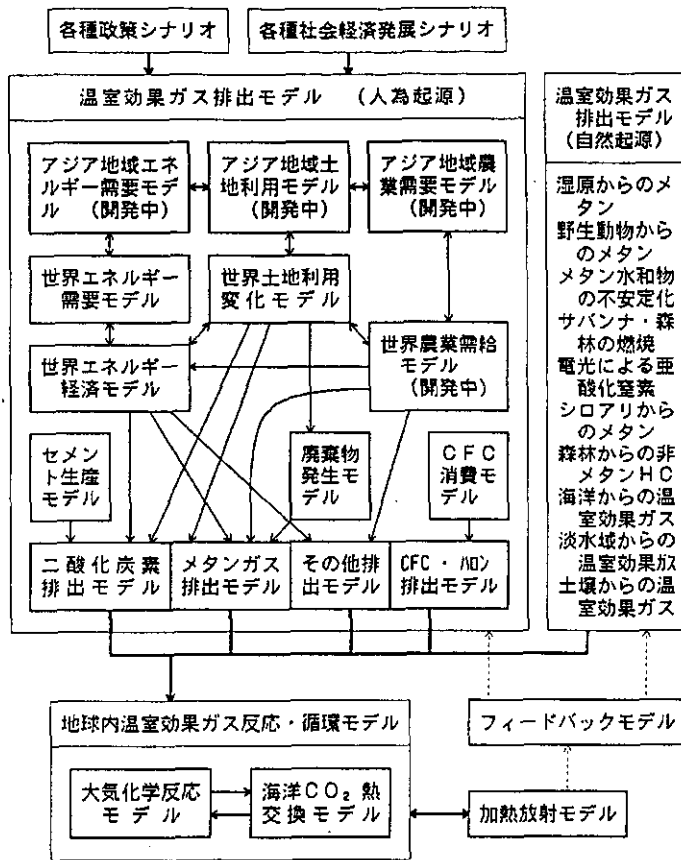 各種政策シナリオ
各種社会経済発展シナリオ
温室効果ガス排出モデル (人為起源)
アジア地域エネ
ルギー需要モデ
ル (開発中)
アジア地域土
地利用モデル
(開発中)
アジア地域農
業需要モデル
(開発中)
世界エネルギー
需要モデル
世界土地利用
変化モデル
世界エネルギー
経済モデル
世界農業需給
モデル
(開発中)
セメン
ト生産
モデル
廃棄物
発生モ
デル
CFC
消費モ
デル
二酸化炭素
排出モデル
メタンガス
排出モデル
その他排
出モデル
CFC・ハロン
排出モデル
温室効果ガス
排出モデル
(自然起源)
湿原からのメ
タン
野生動物から
のメタン
メタン水和物
の不安定化
サバンナ・森
林の燃焼
電光による亜
酸化窒素
シロアリから
のメタン
森林からの非
メタンHC
海洋からの温
室効果ガス
淡水域からの
温室効果ガス
土壌からの温
室効果ガス
地球内温室効果ガス反応・循環モデル
大気化学反応
モデル
海洋CO₂熱
交換モデル
フィードバックモデル
加熱放射モデル